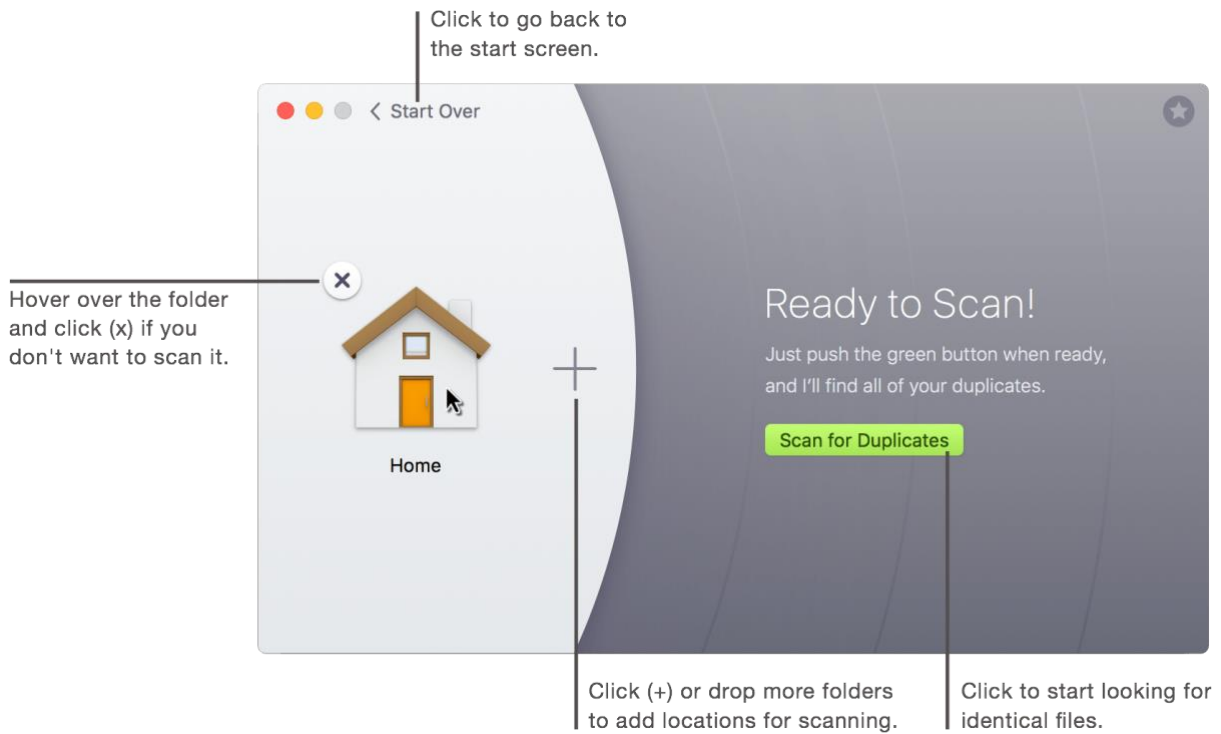 Click to go back to
the start screen.
Start Over
Hover over the folder
and click (x) if you
don't want to scan it.
Home
Ready to Scan!
Just push the green button when ready,
and I'll find all of your duplicates.
Scan for Duplicates
Click (+) or drop more folders
to add locations for scanning.
Click to start looking for
identical files.